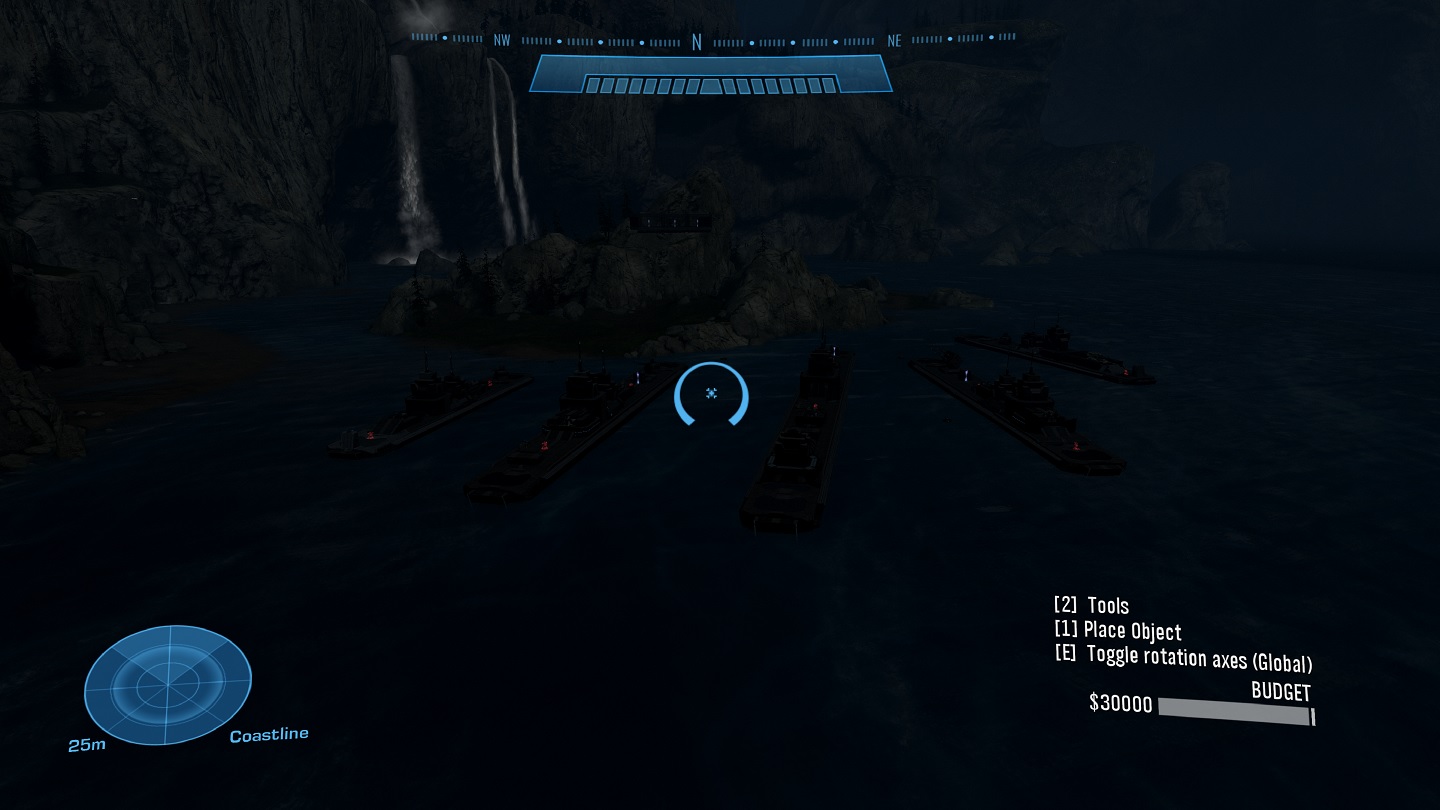 NW N NE
[2] Tools
[1] Place Object
[E] Toggle rotation axes (Global)
BUDGET
$30000
25m Coastline